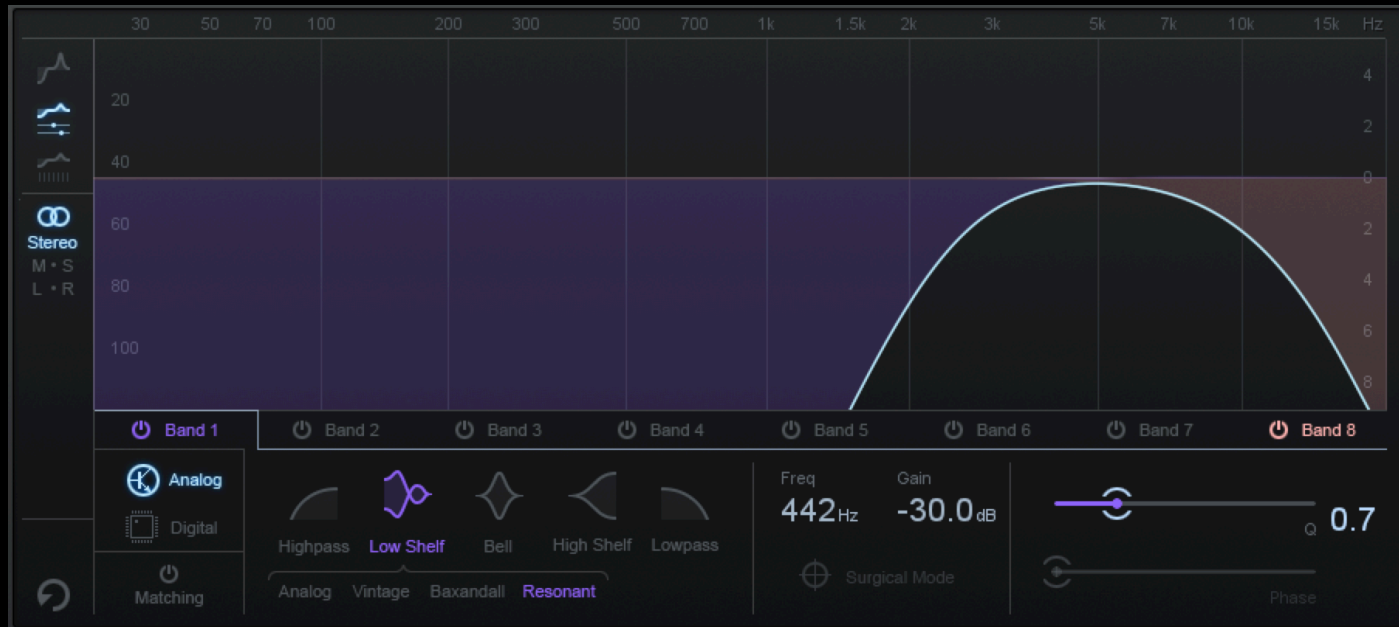 30 50 70 100 200 300 500 700 1k 1.5k 2k 3k 5k 7k 10k 15k Hz
4
20
2
40
0
Stereo
M • S
L • R
60
2
80
4
6
100
8
Band 1 Band 2 Band 3 Band 4 Band 5 Band 6 Band 7 Band 8
Analog
Digital
Matching
Highpass Low Shelf Bell High Shelf Lowpass
Analog Vintage Baxandall Resonant
Freq Gain
442Hz -30.0dB
Surgical Mode
Q 0.7
Phase